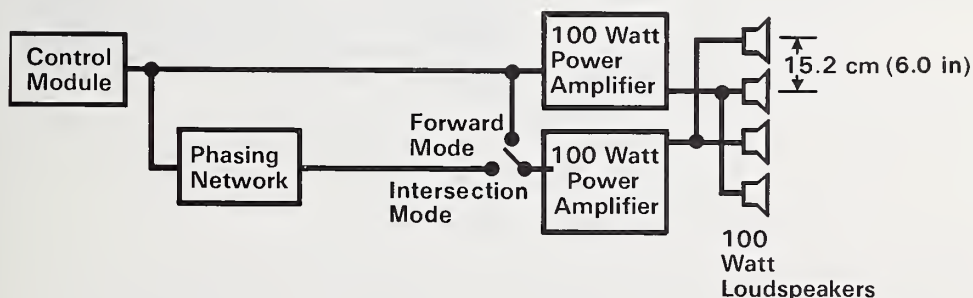 Control
Module
100 Watt
Power
Amplifier
15.2 cm (6.0 in)
Forward
Mode
Phasing
Network
Intersection
Mode
100 Watt
Power
Amplifier
100
Watt
Loudspeakers